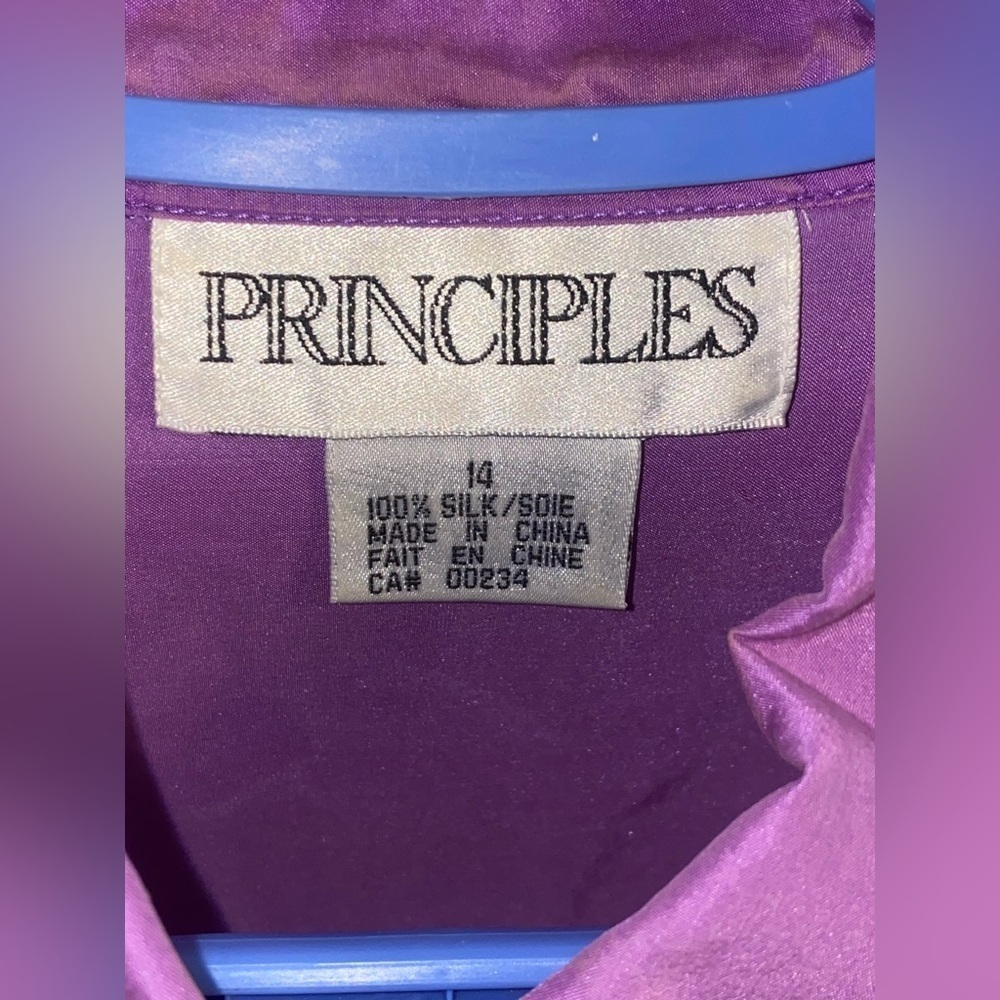 PRINCIPLES
14
100% SILK/SOIE
MADE IN CHINA
FAIT EN CHINE
CA# 00234